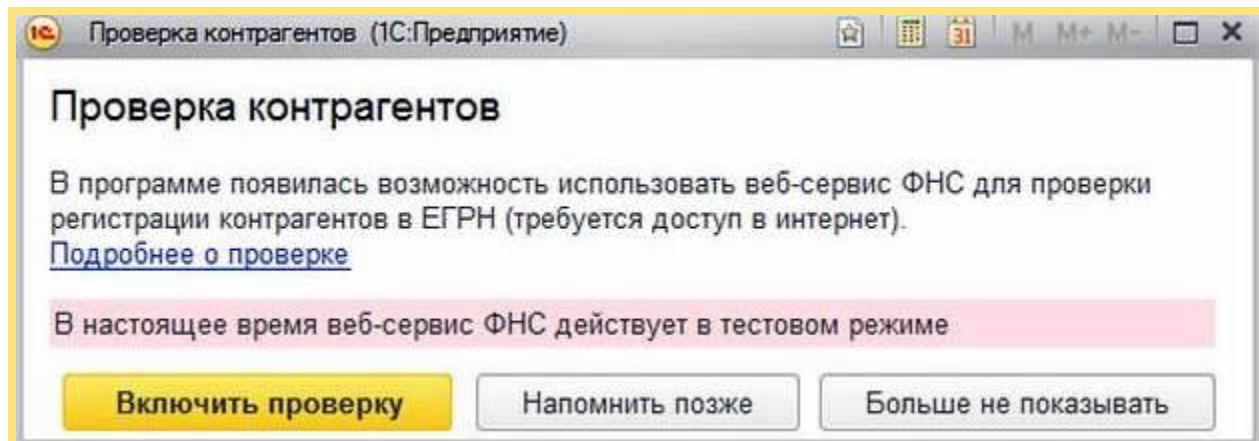 1С Проверка контрагентов (1С:Предприятие) 31 M M+ M-
Проверка контрагентов
В программе появилась возможность использовать веб-сервис ФНС для проверки
регистрации контрагентов в ЕГРН (требуется доступ в интернет).
Подробнее о проверке
В настоящее время веб-сервис ФНС действует в тестовом режиме
Включить проверку Напомнить позже Больше не показывать